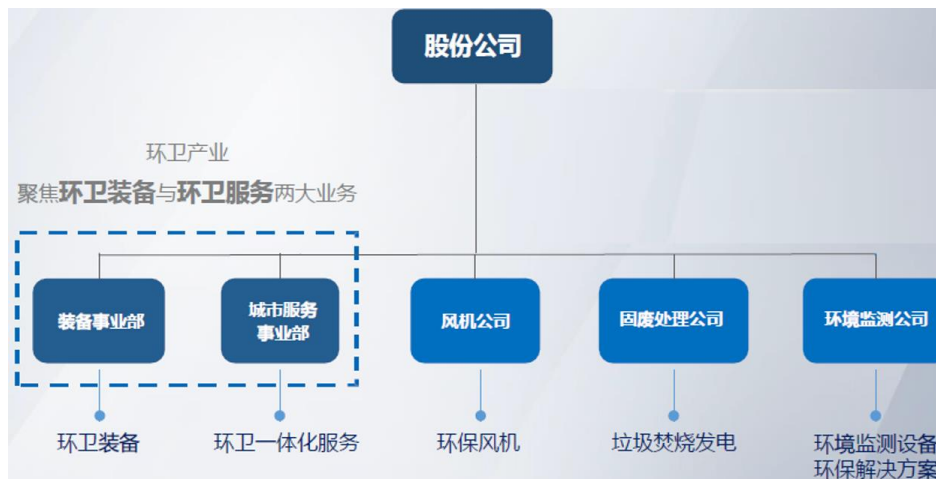 股份公司
环卫产业
聚焦环卫装备与环卫服务两大业务
装备事业部
城市服务
事业部
风机公司
固废处理公司
环境监测公司
环卫装备
环卫一体化服务
环保风机
垃圾焚烧发电
环境监测设备
环保解决方案